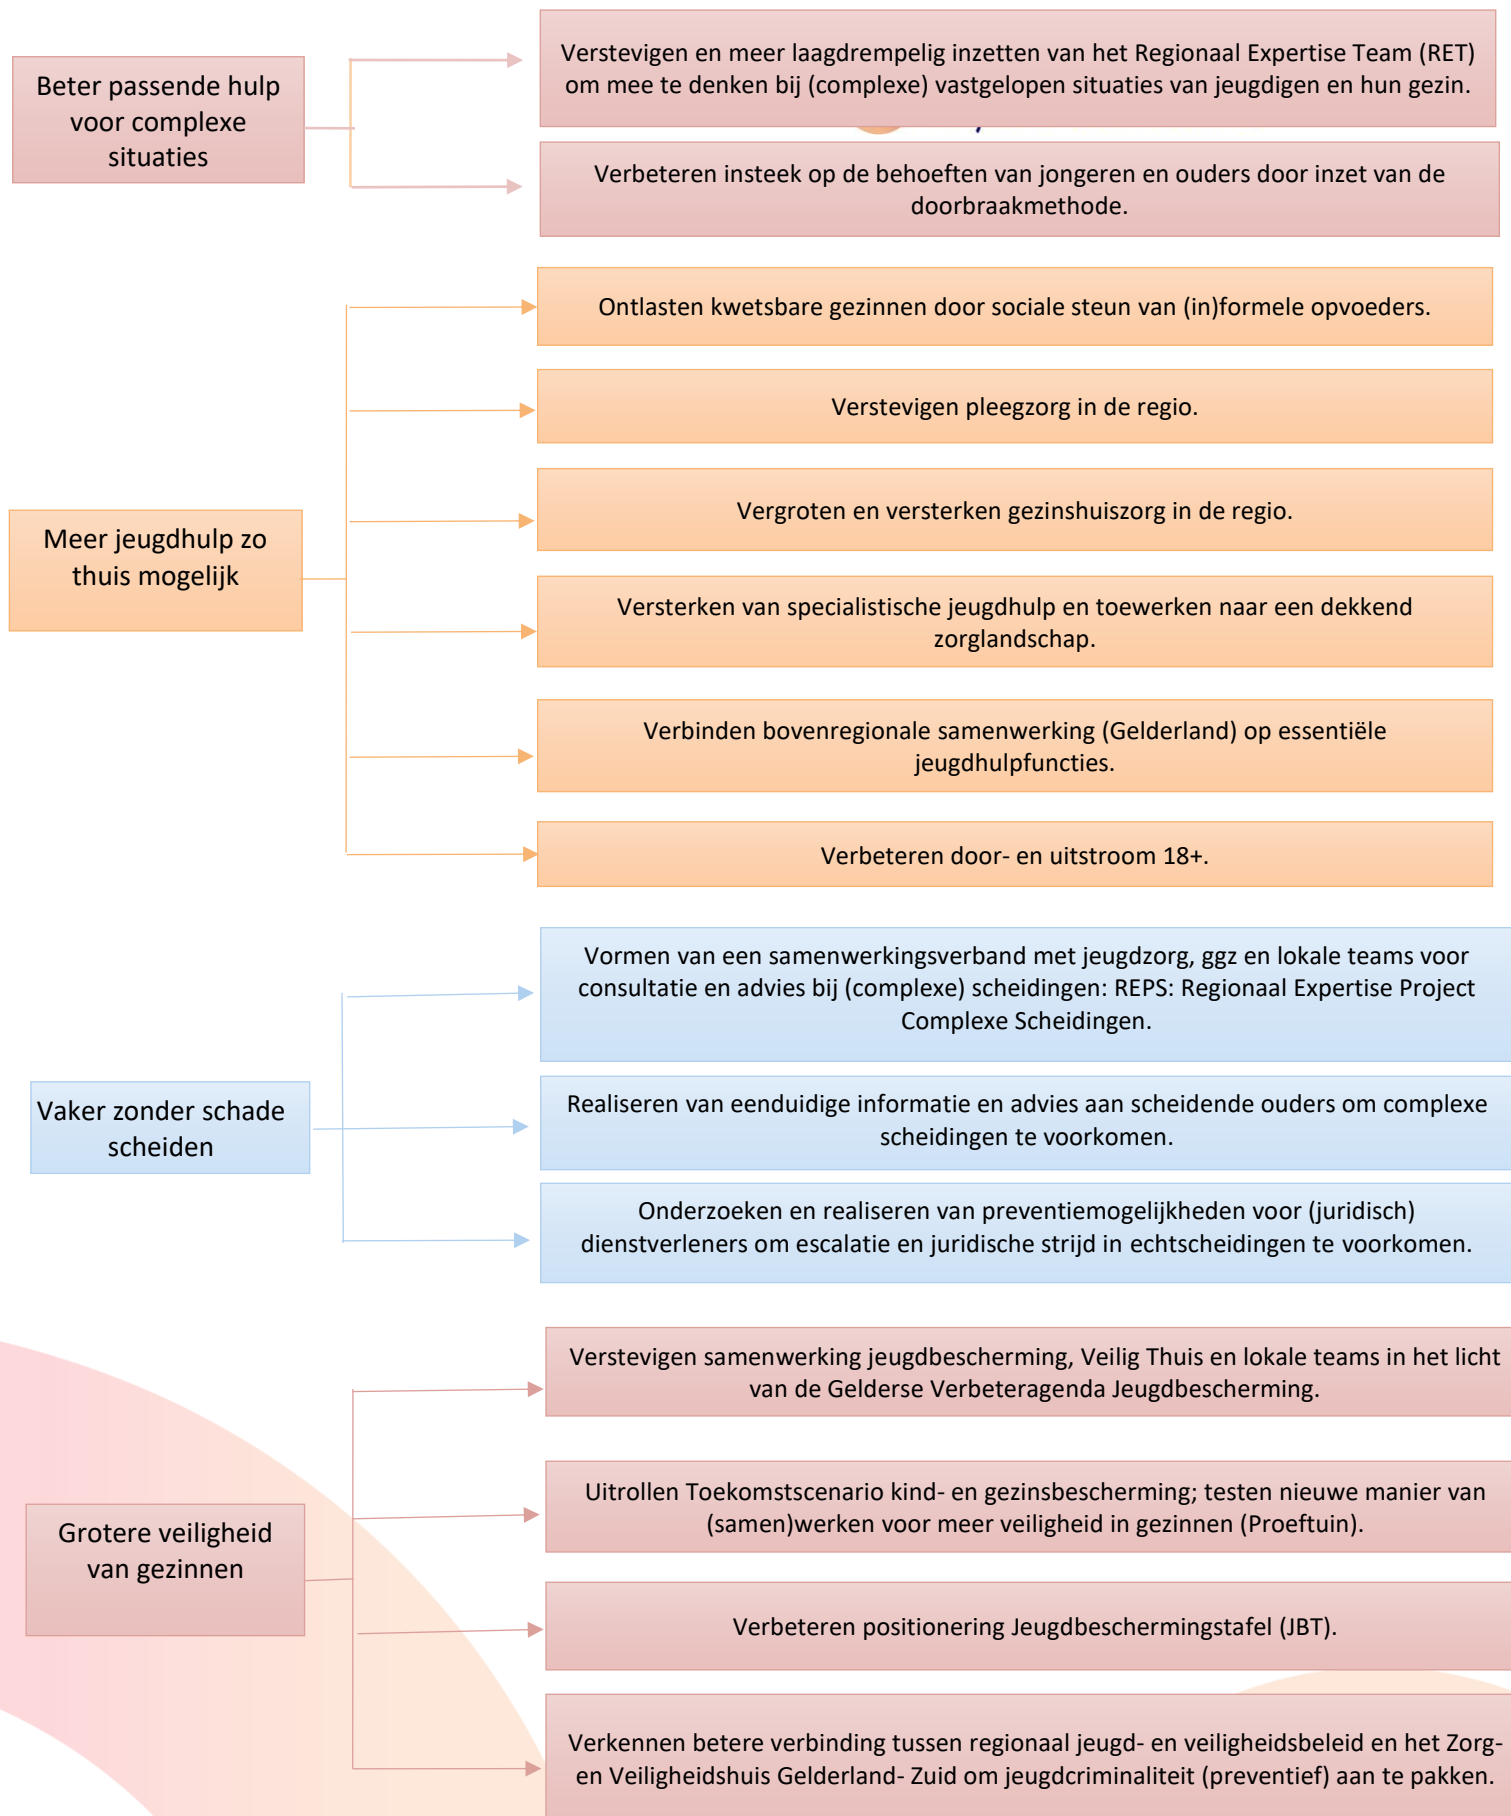 Beter passende hulp
voor complexe
situaties
Verstevigen en meer laagdrempelig inzetten van het Regionaal Expertise Team (RET)
om mee te denken bij (complexe) vastgelopen situaties van jeugdigen en hun gezin.
Verbeteren insteek op de behoeften van jongeren en ouders door inzet van de
doorbraakmethode.
Meer jeugdhulp zo
thuis mogelijk
Ontlasten kwetsbare gezinnen door sociale steun van (in)formele opvoeders.
Verstevigen pleegzorg in de regio.
Vergroten en versterken gezinshuiszorg in de regio.
Versterken van specialistische jeugdhulp en toewerken naar een dekkend
zorglandschap.
Verbinden bovenregionale samenwerking (Gelderland) op essentiële
jeugdhulpfuncties.
Verbeteren door- en uitstroom 18+.
Vaker zonder schade
scheiden
Vormen van een samenwerkingsverband met jeugdzorg, ggz en lokale teams voor
consultatie en advies bij (complexe) scheidingen: REPS: Regionaal Expertise Project
Complexe Scheidingen.
Realiseren van eenduidige informatie en advies aan scheidende ouders om complexe
scheidingen te voorkomen.
Onderzoeken en realiseren van preventiemogelijkheden voor (juridisch)
dienstverleners om escalatie en juridische strijd in echtscheidingen te voorkomen.
Grotere veiligheid
van gezinnen
Verstevigen samenwerking jeugdbescherming, Veilig Thuis en lokale teams in het licht
van de Gelderse Verbeteragenda Jeugdbescherming.
Uitrollen Toekomstscenario kind- en gezinsbescherming; testen nieuwe manier van
(samen)werken voor meer veiligheid in gezinnen (Proeftuin).
Verbeteren positionering Jeugdbeschermingstafel (JBT).
Verkennen betere verbinding tussen regionaal jeugd- en veiligheidsbeleid en het Zorg-
en Veiligheidshuis Gelderland- Zuid om jeugdcriminaliteit (preventief) aan te pakken.